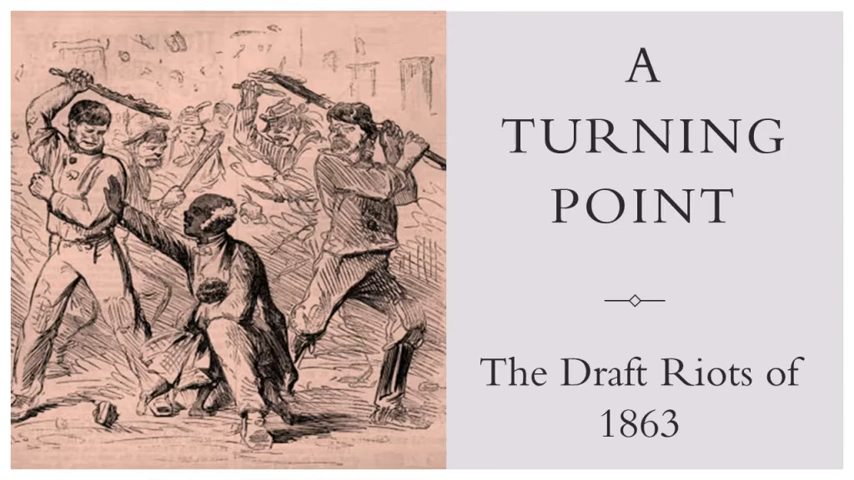 A
TURNING
POINT
The Draft Riots of
1863